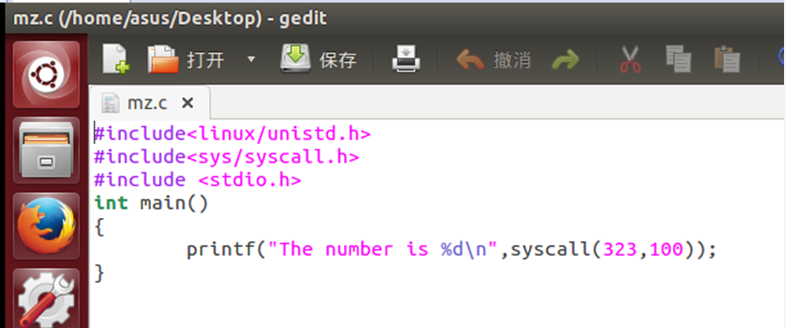 mz.c (/home/asus/Desktop) - gedit
打开 保存 撤消
mz.c
#include<linux/unistd.h>
#include<sys/syscall.h>
#include <stdio.h>
int main()
{
        printf("The number is %d\n",syscall(323,100));
}